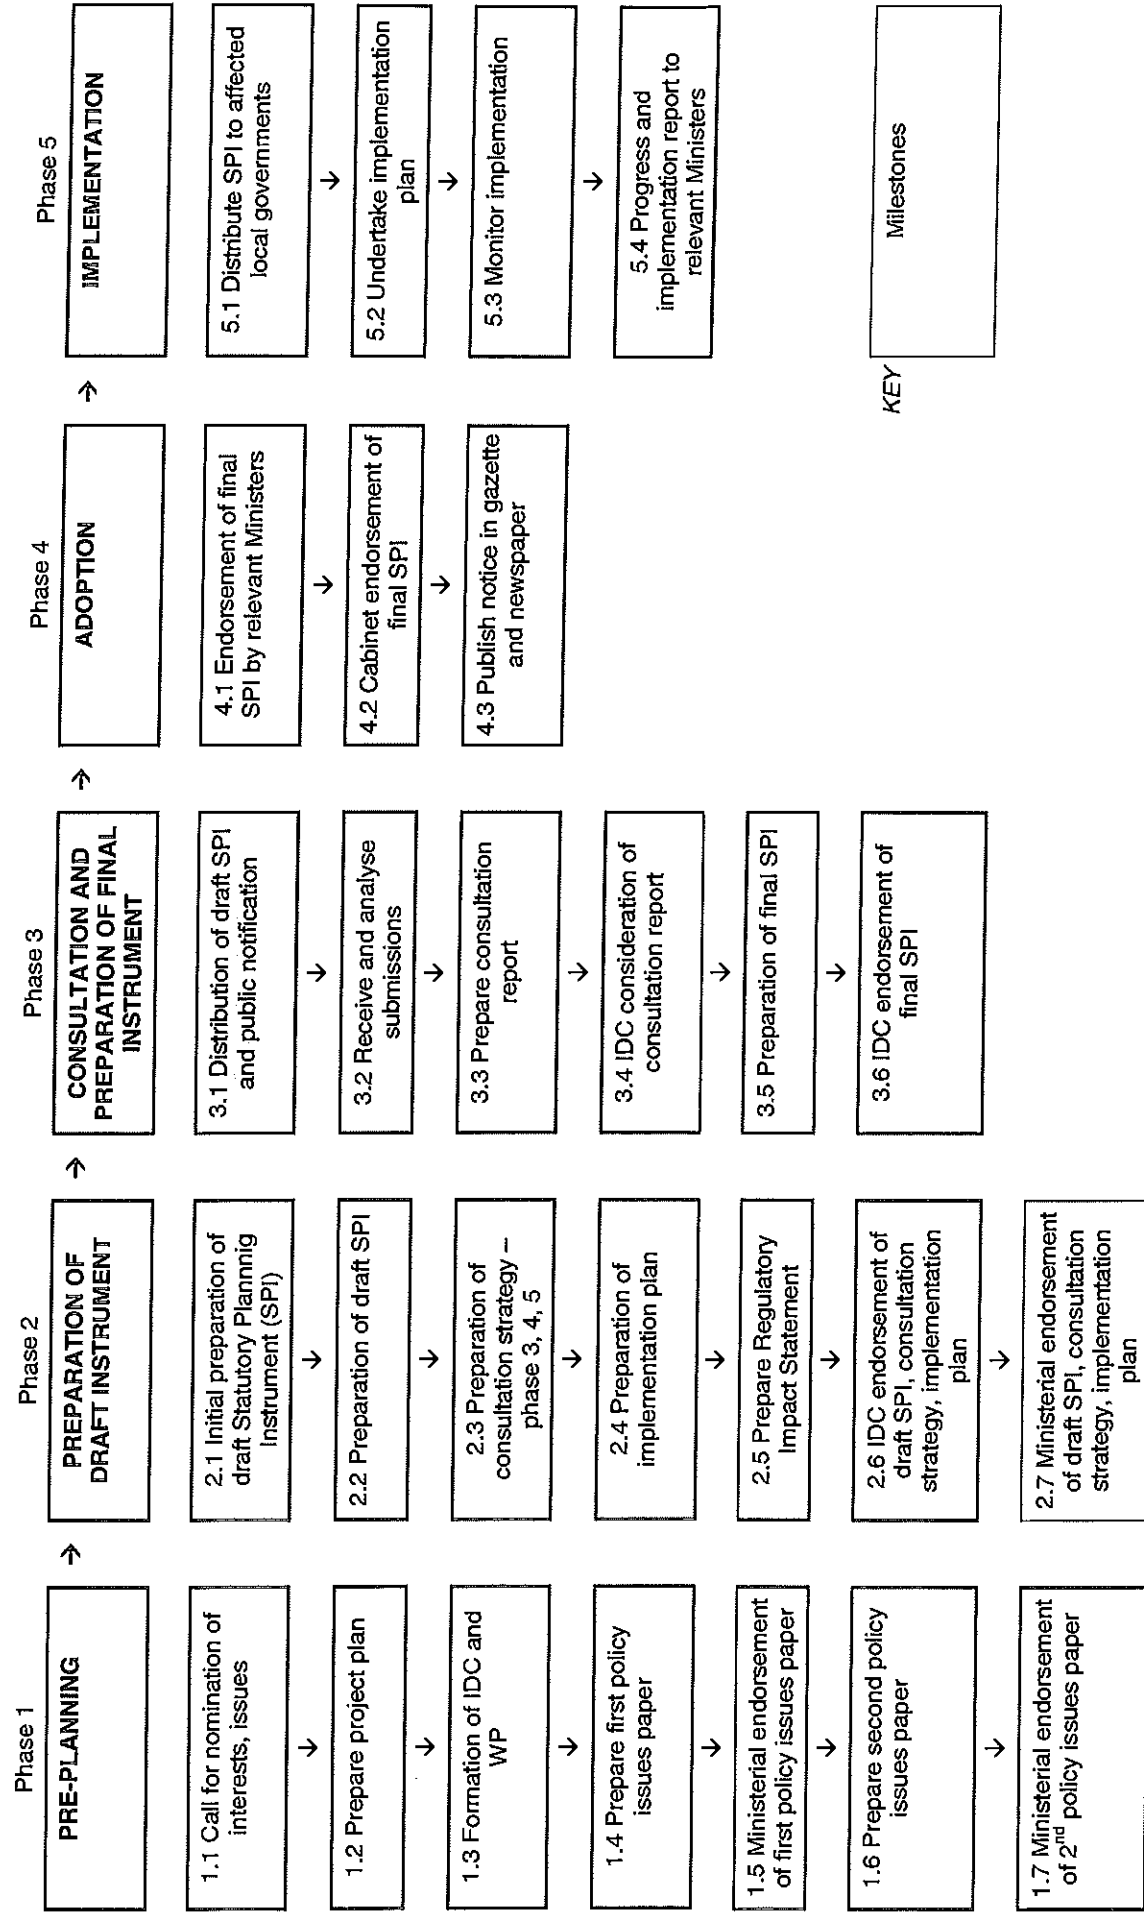 Phase 1
PRE-PLANNING
1.1 Call for nomination of
interests, issues
↓
1.2 Prepare project plan
↓
1.3 Formation of IDC and
WP
↓
1.4 Prepare first policy
issues paper
↓
1.5 Ministerial endorsement
of first policy issues paper
↓
1.6 Prepare second policy
issues paper
↓
1.7 Ministerial endorsement
of 2nd policy issues paper
→
Phase 2
PREPARATION OF
DRAFT INSTRUMENT
2.1 Initial preparation of
draft Statutory Plannnig
Instrument (SPI)
↓
2.2 Preparation of draft SPI
↓
2.3 Preparation of
consultation strategy –
phase 3, 4, 5
↓
2.4 Preparation of
implementation plan
↓
2.5 Prepare Regulatory
Impact Statement
↓
2.6 IDC endorsement of
draft SPI, consultation
strategy, implementation
plan
↓
2.7 Ministerial endorsement
of draft SPI, consultation
strategy, implementation
plan
→
Phase 3
CONSULTATION AND
PREPARATION OF FINAL
INSTRUMENT
3.1 Distribution of draft SPI
and public notification
↓
3.2 Receive and analyse
submissions
↓
3.3 Prepare consultation
report
↓
3.4 IDC consideration of
consultation report
↓
3.5 Preparation of final SPI
↓
3.6 IDC endorsement of
final SPI
→
Phase 4
ADOPTION
4.1 Endorsement of final
SPI by relevant Ministers
↓
4.2 Cabinet endorsement of
final SPI
↓
4.3 Publish notice in gazette
and newspaper
→
Phase 5
IMPLEMENTATION
5.1 Distribute SPI to affected
local governments
↓
5.2 Undertake implementation
plan
↓
5.3 Monitor implementation
↓
5.4 Progress and
implementation report to
relevant Ministers
KEY
Milestones